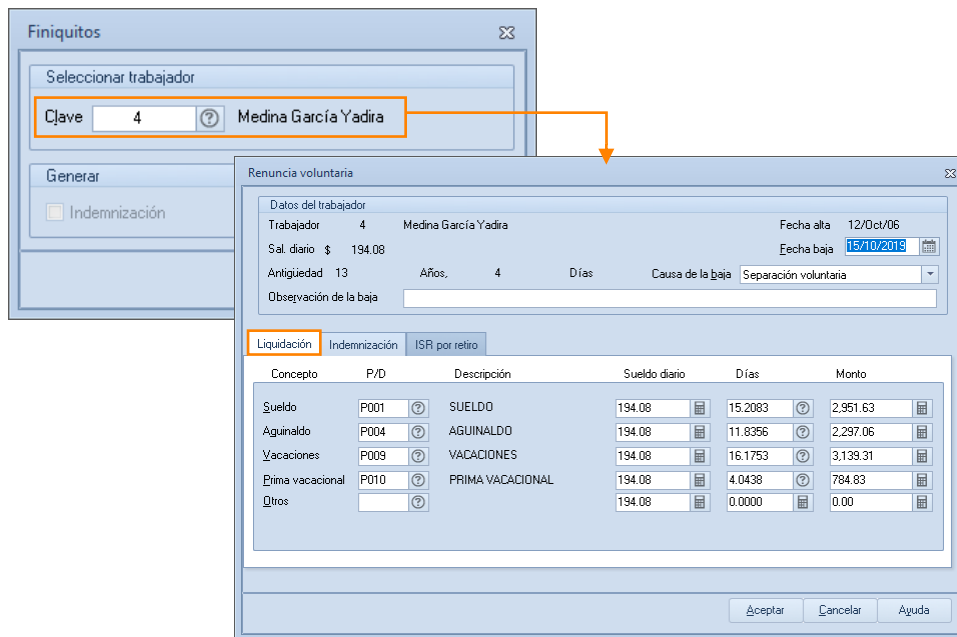 Finiquitos
Seleccionar trabajador
Clave 4 Medina García Yadira
Generar
Indemnización
Renuncia voluntaria
Datos del trabajador
Trabajador 4 Medina García Yadira Fecha alta 12/Oct/06
Sal. diario $ 194.08 Fecha baja 15/10/2019
Antigüedad 13 Años, 4 Días Causa de la baja Separación voluntaria
Observación de la baja
Liquidación Indemnización ISR por retiro
Concepto P/D Descripción Sueldo diario Días Monto
Sueldo P001 SUELDO 194.08 15.2083 2,951.63
Aguinaldo P004 AGUINALDO 194.08 11.8356 2,297.06
Vacaciones P009 VACACIONES 194.08 16.1753 3,139.31
Prima vacacional P010 PRIMA VACACIONAL 194.08 4.0438 784.83
Otros 194.08 0.0000 0.00
Aceptar Cancelar Ayuda